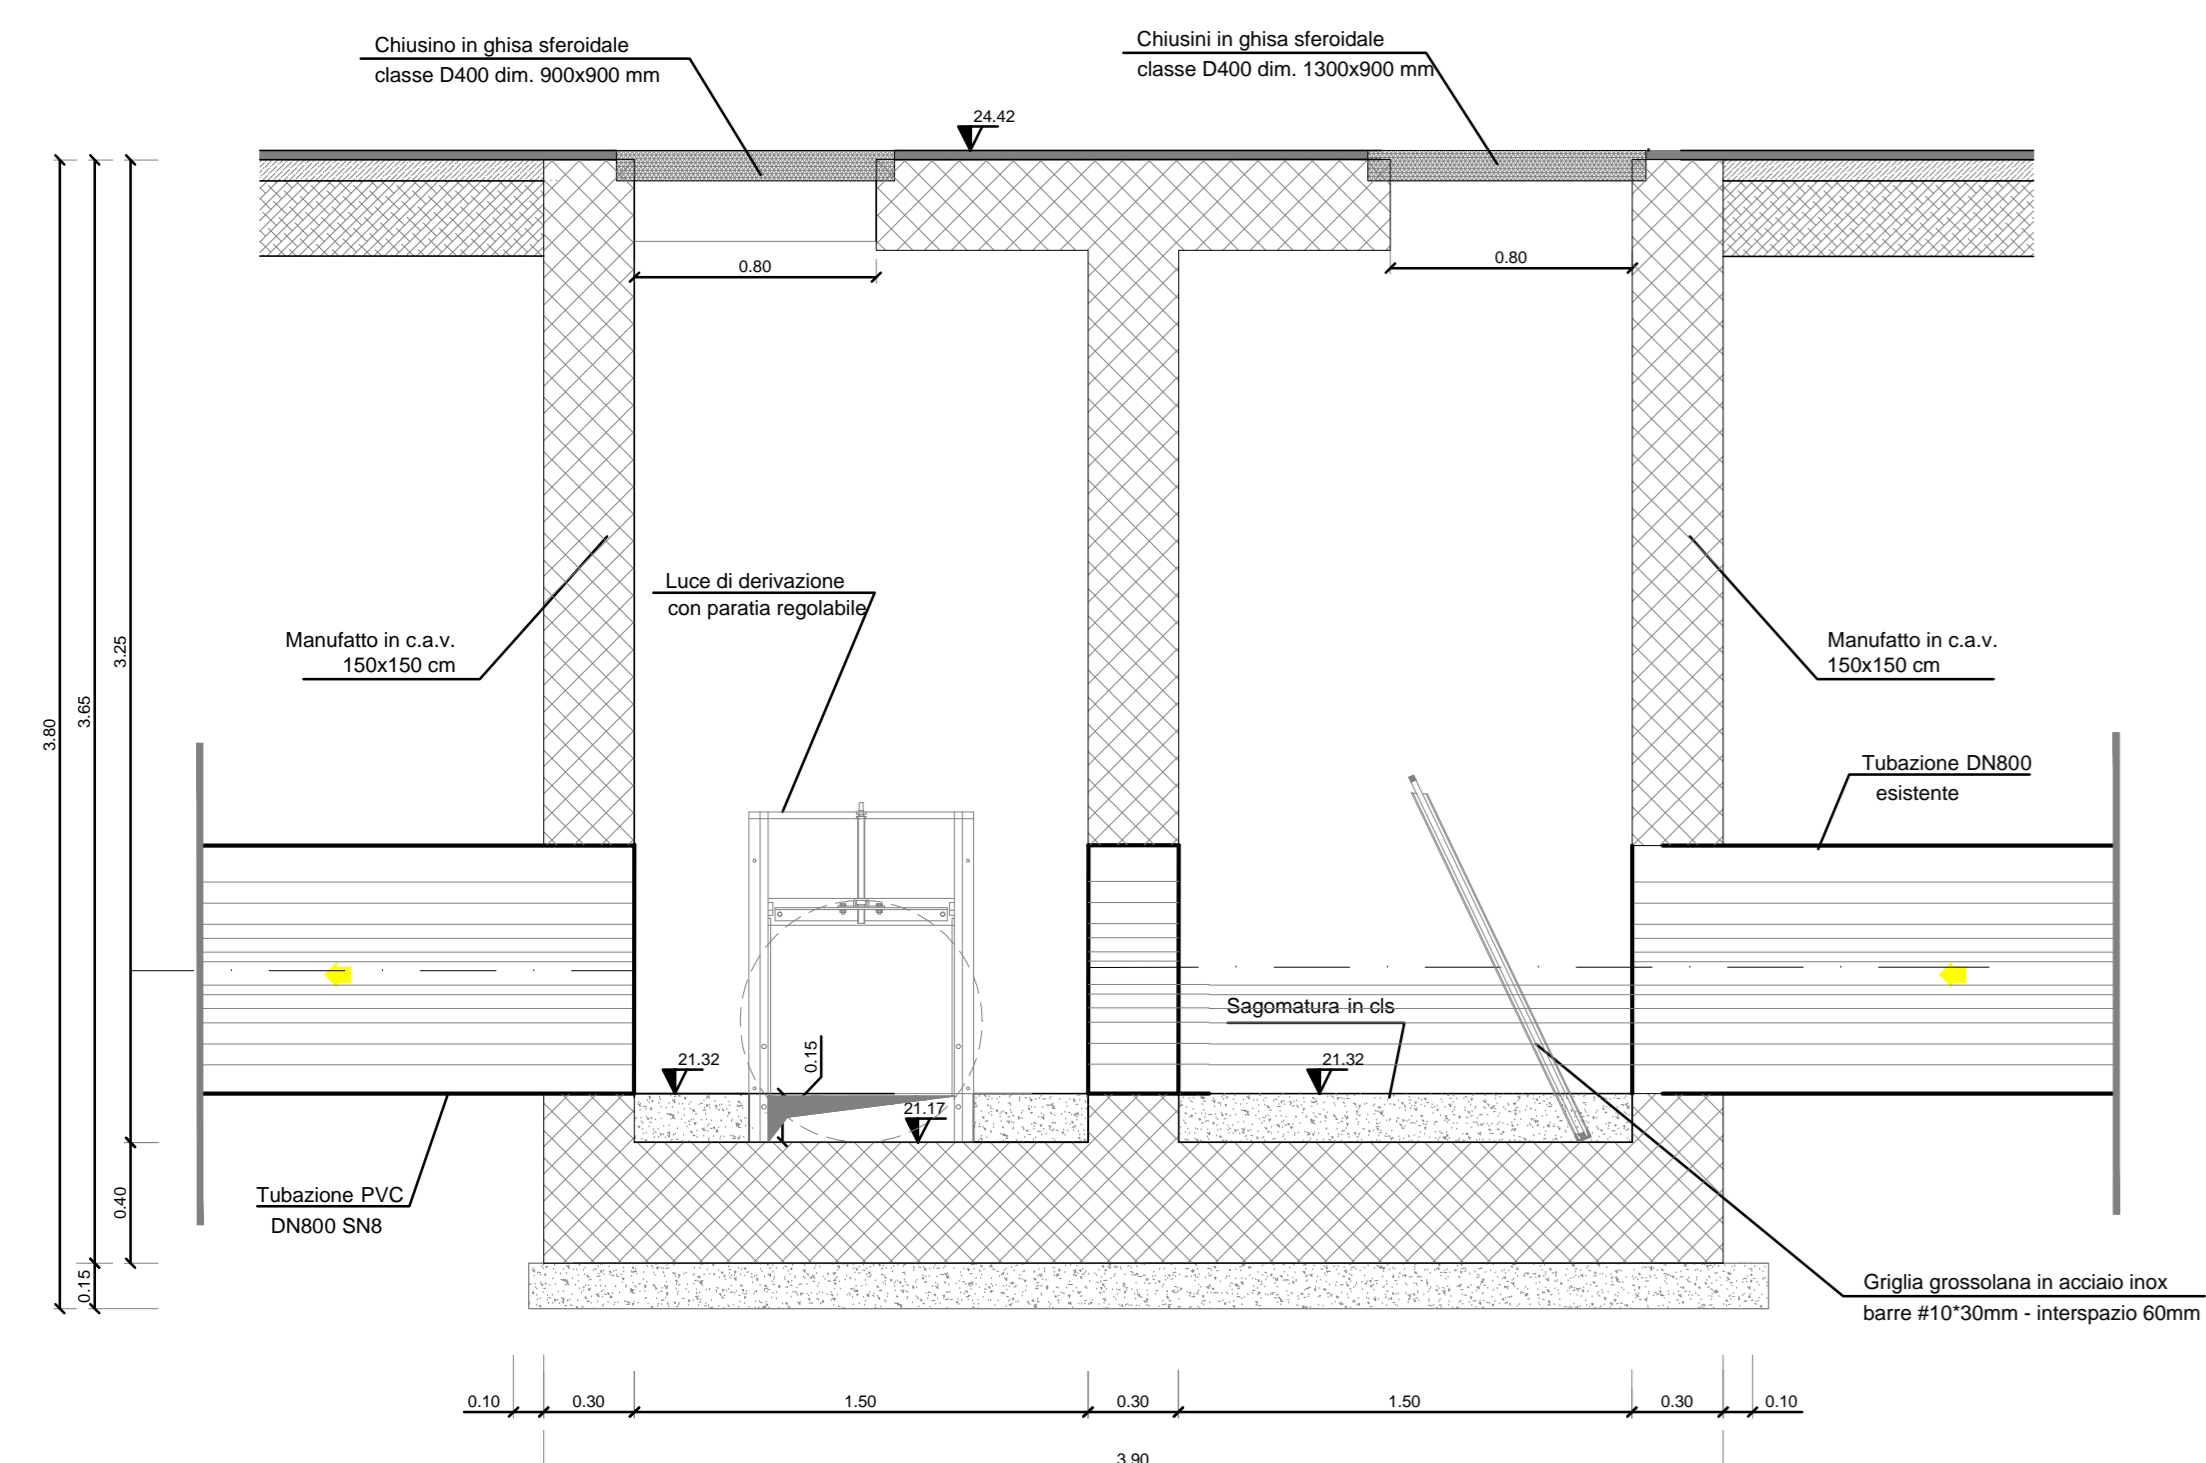 Chiusino in ghisa sferoidale
classe D400 dim. 900x900 mm
Chiusini in ghisa sferoidale
classe D400 dim. 1300x900 mm
24.42
0.80
0.80
Luce di derivazione
con paratia regolabile
Manufatto in c.a.v.
150x150 cm
Manufatto in c.a.v.
150x150 cm
3.25
3.65
3.80
Tubazione DN800
esistente
Sagomatura in cls
0.15
21.32
21.32
21.17
Tubazione PVC
DN800 SN8
0.40
0.15
Griglia grossolana in acciaio inox
barre #10*30mm - interspazio 60mm
0.10
0.30
1.50
0.30
1.50
0.30
0.10
3.90